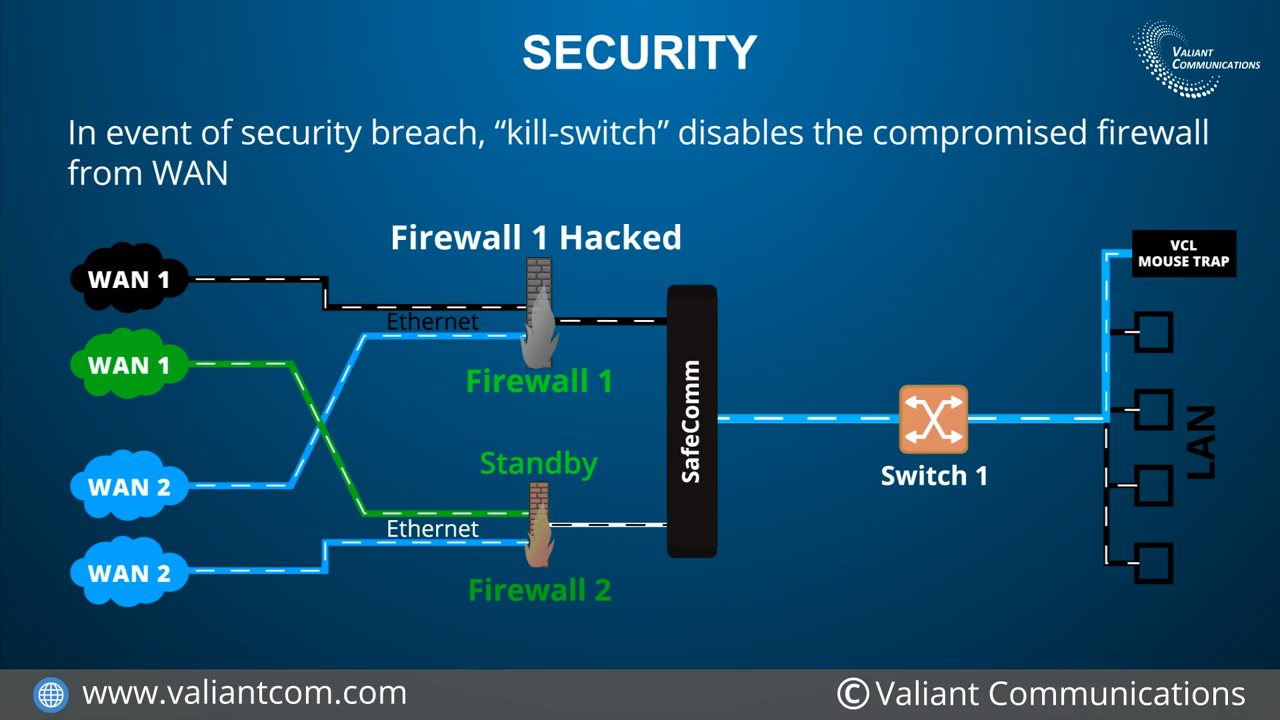 SECURITY
VALIANT
COMMUNICATIONS
In event of security breach, “kill-switch” disables the compromised firewall
from WAN
Firewall 1 Hacked
WAN 1
Ethernet
WAN 1
Firewall 1
Standby
WAN 2
Ethernet
WAN 2
Firewall 2
SafeComm
Switch 1
VCL
MOUSE TRAP
LAN
www.valiantcom.com
© Valiant Communications